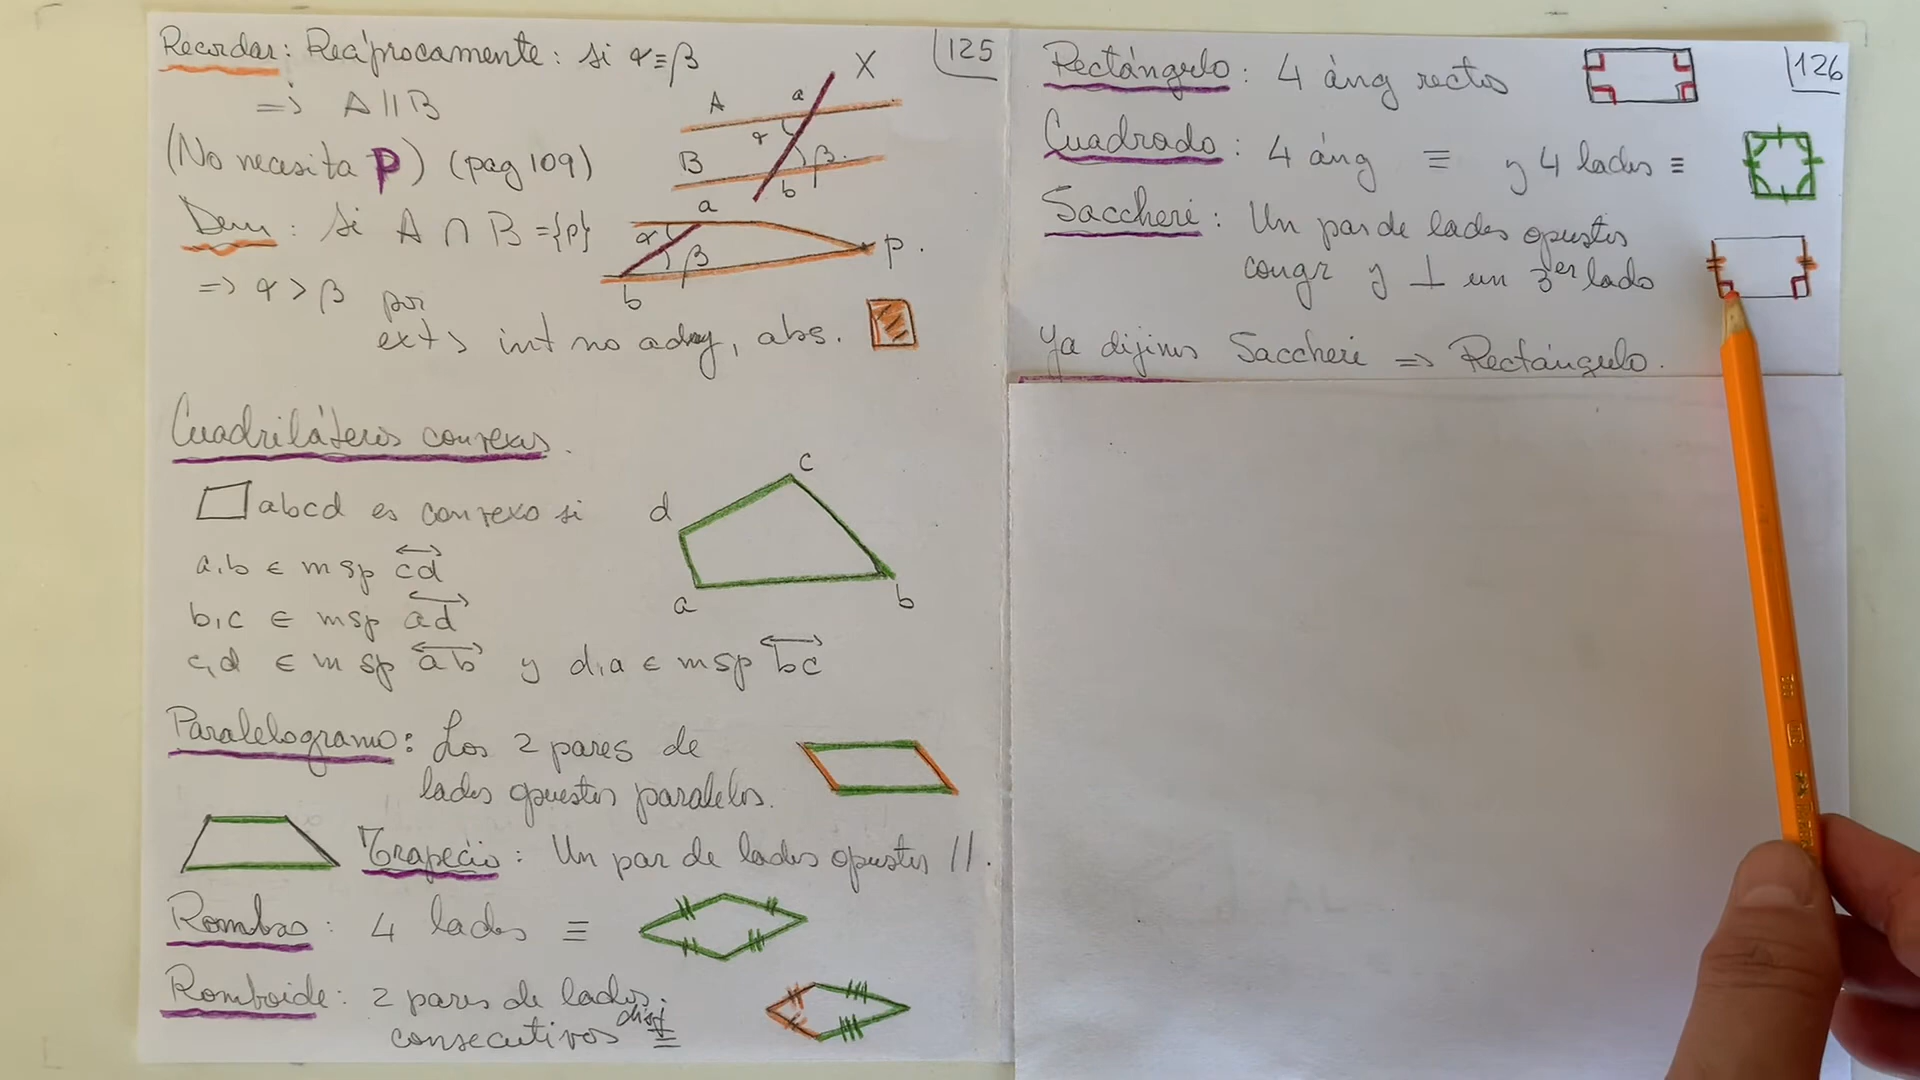 125
Recordar: Recíprocamente: si α ≡ β
=> A || B
(No necesita P) (pag 109)
A a X
α
B β
b
Dem: Si A ∩ B = {p}
=> α > β por
ext > int no aday, abs.
a
α β p.
b
Cuadriláteros convexos.
▱ abcd es convexo si
a,b ∈ msp cd
b,c ∈ msp ad
c,d ∈ msp ab y d,a ∈ msp bc
c
d
a b
Paralelogramo: Los 2 pares de
lados opuestos paralelos.
Trapecio: Un par de lados opuestos //.
Rombo: 4 lados ≡
Romboide: 2 pares de lados
consecutivos dist ≡
126
Rectángulo: 4 áng rectos
Cuadrado: 4 áng ≡ y 4 lados ≡
Saccheri: Un par de lados opuestos
congr y ⊥ un 3er lado
Ya dijimos Saccheri => Rectángulo.